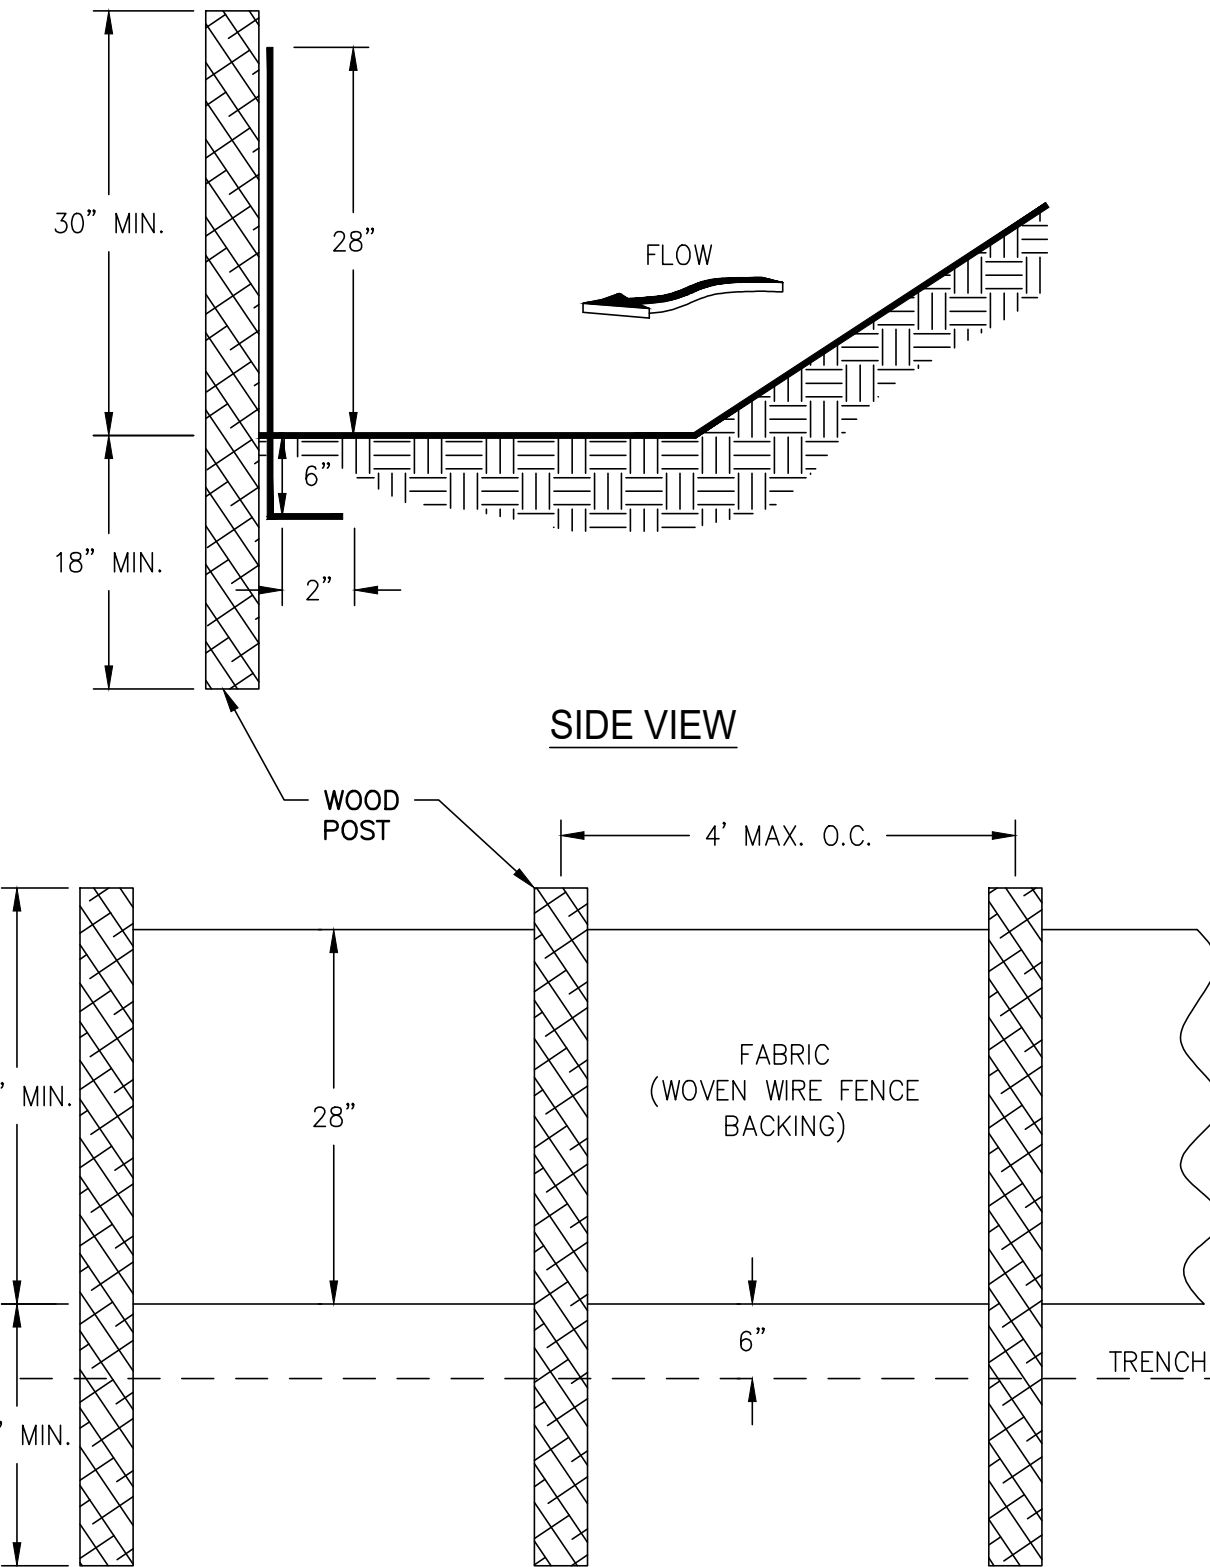 30” MIN.
28”
FLOW
6”
18” MIN.
2”
SIDE VIEW
WOOD
POST
4’ MAX. O.C.
FABRIC
(WOVEN WIRE FENCE
BACKING)
MIN.
28”
6”
TRENCH
MIN.